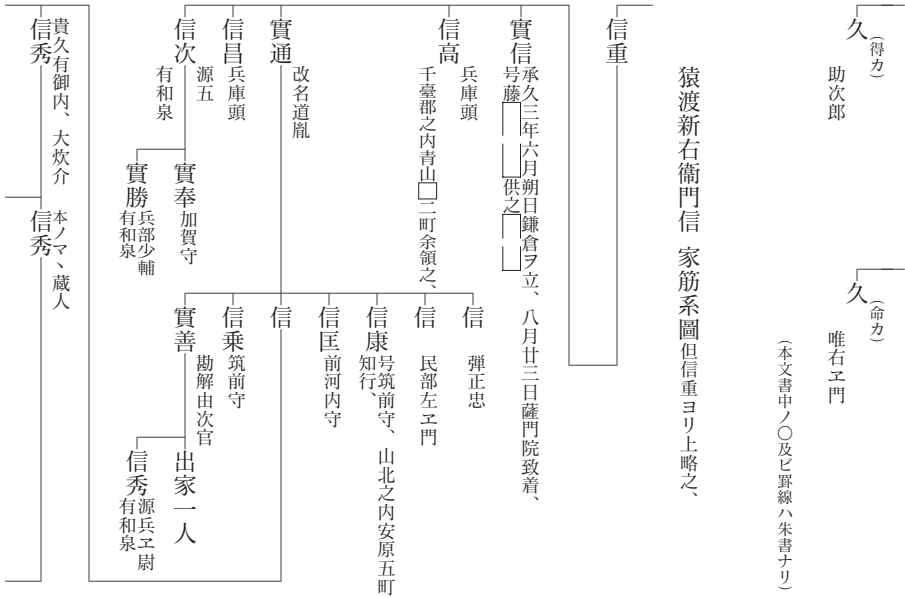 久
(得カ)
助次郎
久
(命カ)
唯右ヱ門
(本文書中ノ〇及ビ罫線ハ朱書ナリ)
猿渡新右衞門信 家筋系圖但信重ヨリ上略之、
信重
實信
承久三年六月朔日鎌倉ヲ立、八月廿三日薩門院致着、
号藤□□供之□□
信高
兵庫頭
千臺郡之内青山□二町余領之、
實通
改名道胤
信昌
兵庫頭
信次
源五
有和泉
實奉
加賀守
實勝
兵部少輔
有和泉
信
彈正忠
信
民部左ヱ門
信康
号筑前守、山北之内安原五町
知行、
信匡
前河内守
信
信乗
筑前守
實善
勘解由次官
出家一人
信秀
源兵ヱ尉
有和泉
信秀
貴久有御内、大炊介
信秀
本ノマヽ蔵人